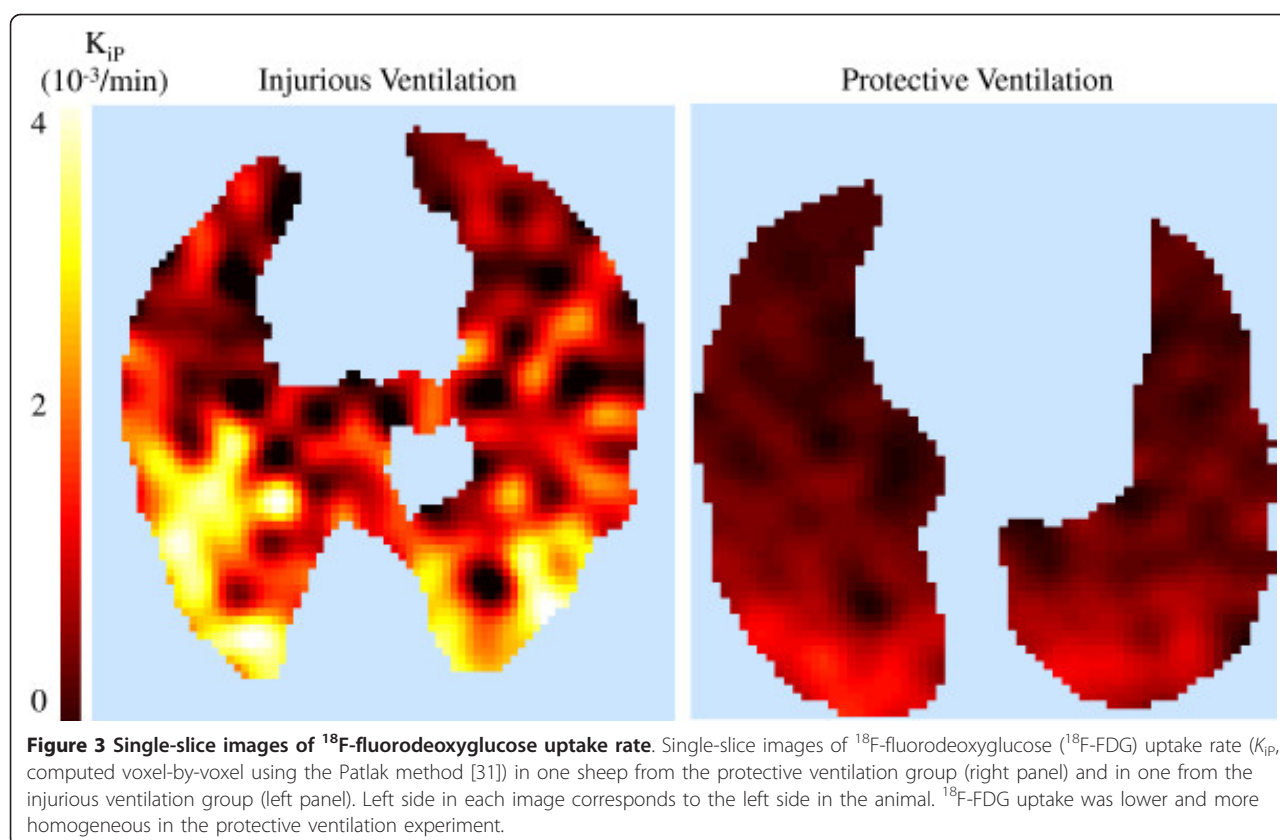 K_iP
(10⁻³/min)
Injurious Ventilation
Protective Ventilation
4
2
0
Figure 3 Single-slice images of ¹⁸F-fluorodeoxyglucose uptake rate. Single-slice images of ¹⁸F-fluorodeoxyglucose (¹⁸F-FDG) uptake rate (K_iP,
computed voxel-by-voxel using the Patlak method [31]) in one sheep from the protective ventilation group (right panel) and in one from the
injurious ventilation group (left panel). Left side in each image corresponds to the left side in the animal. ¹⁸F-FDG uptake was lower and more
homogeneous in the protective ventilation experiment.